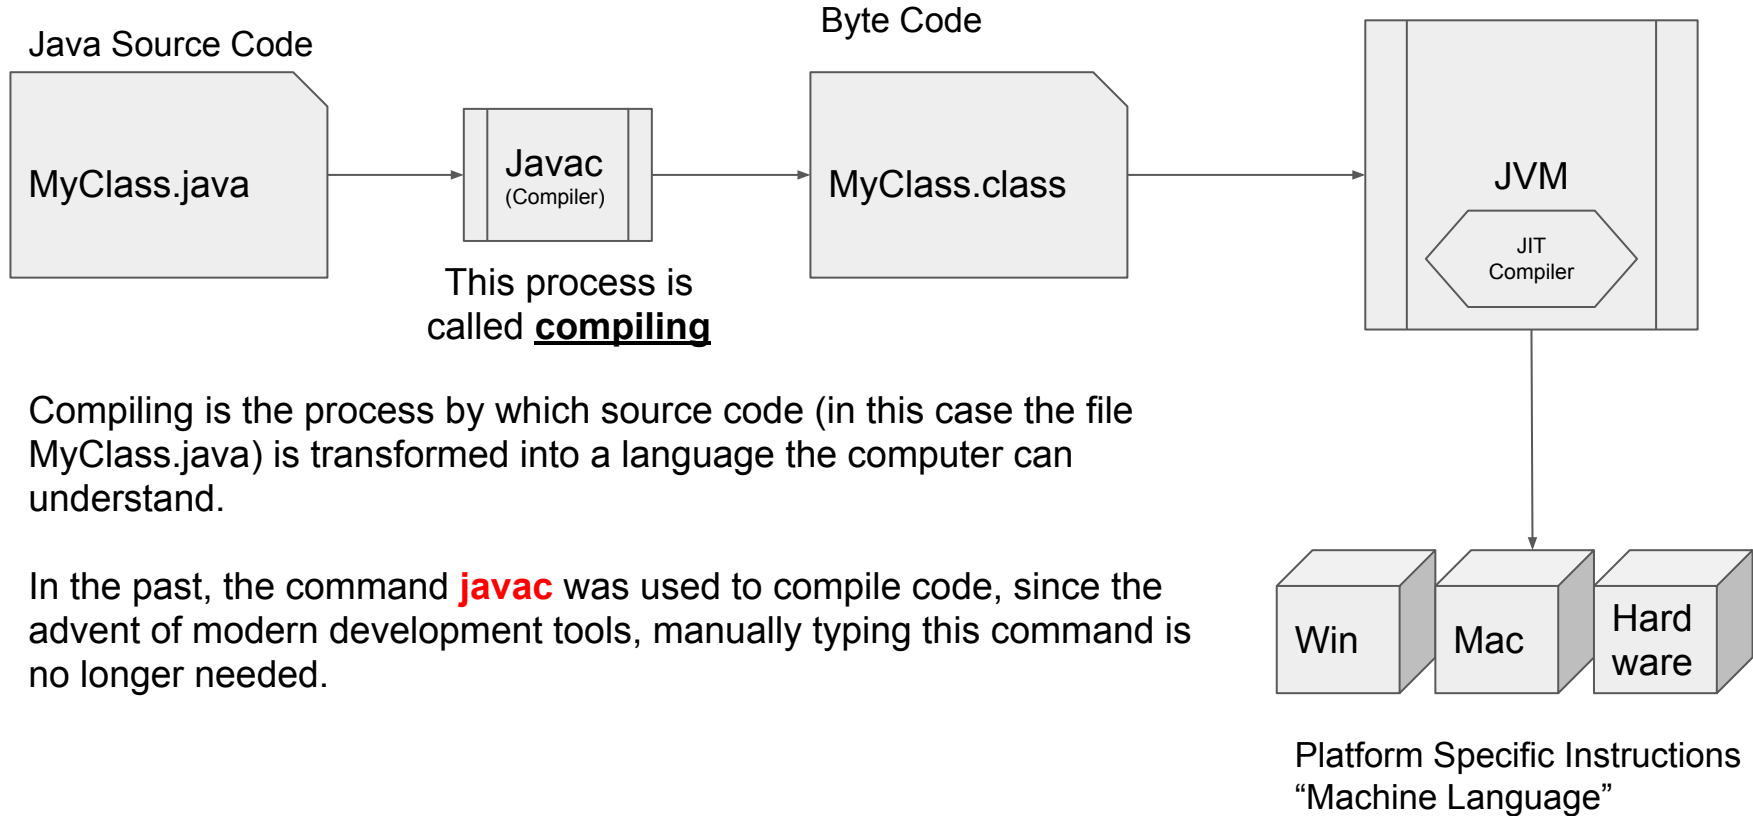 Java Source Code
Byte Code
MyClass.java
Javac
(Compiler)
MyClass.class
JVM
JIT
Compiler
This process is
called compiling
Compiling is the process by which source code (in this case the file
MyClass.java) is transformed into a language the computer can
understand.
In the past, the command javac was used to compile code, since the
advent of modern development tools, manually typing this command is
no longer needed.
Win
Mac
Hard
ware
Platform Specific Instructions
“Machine Language”